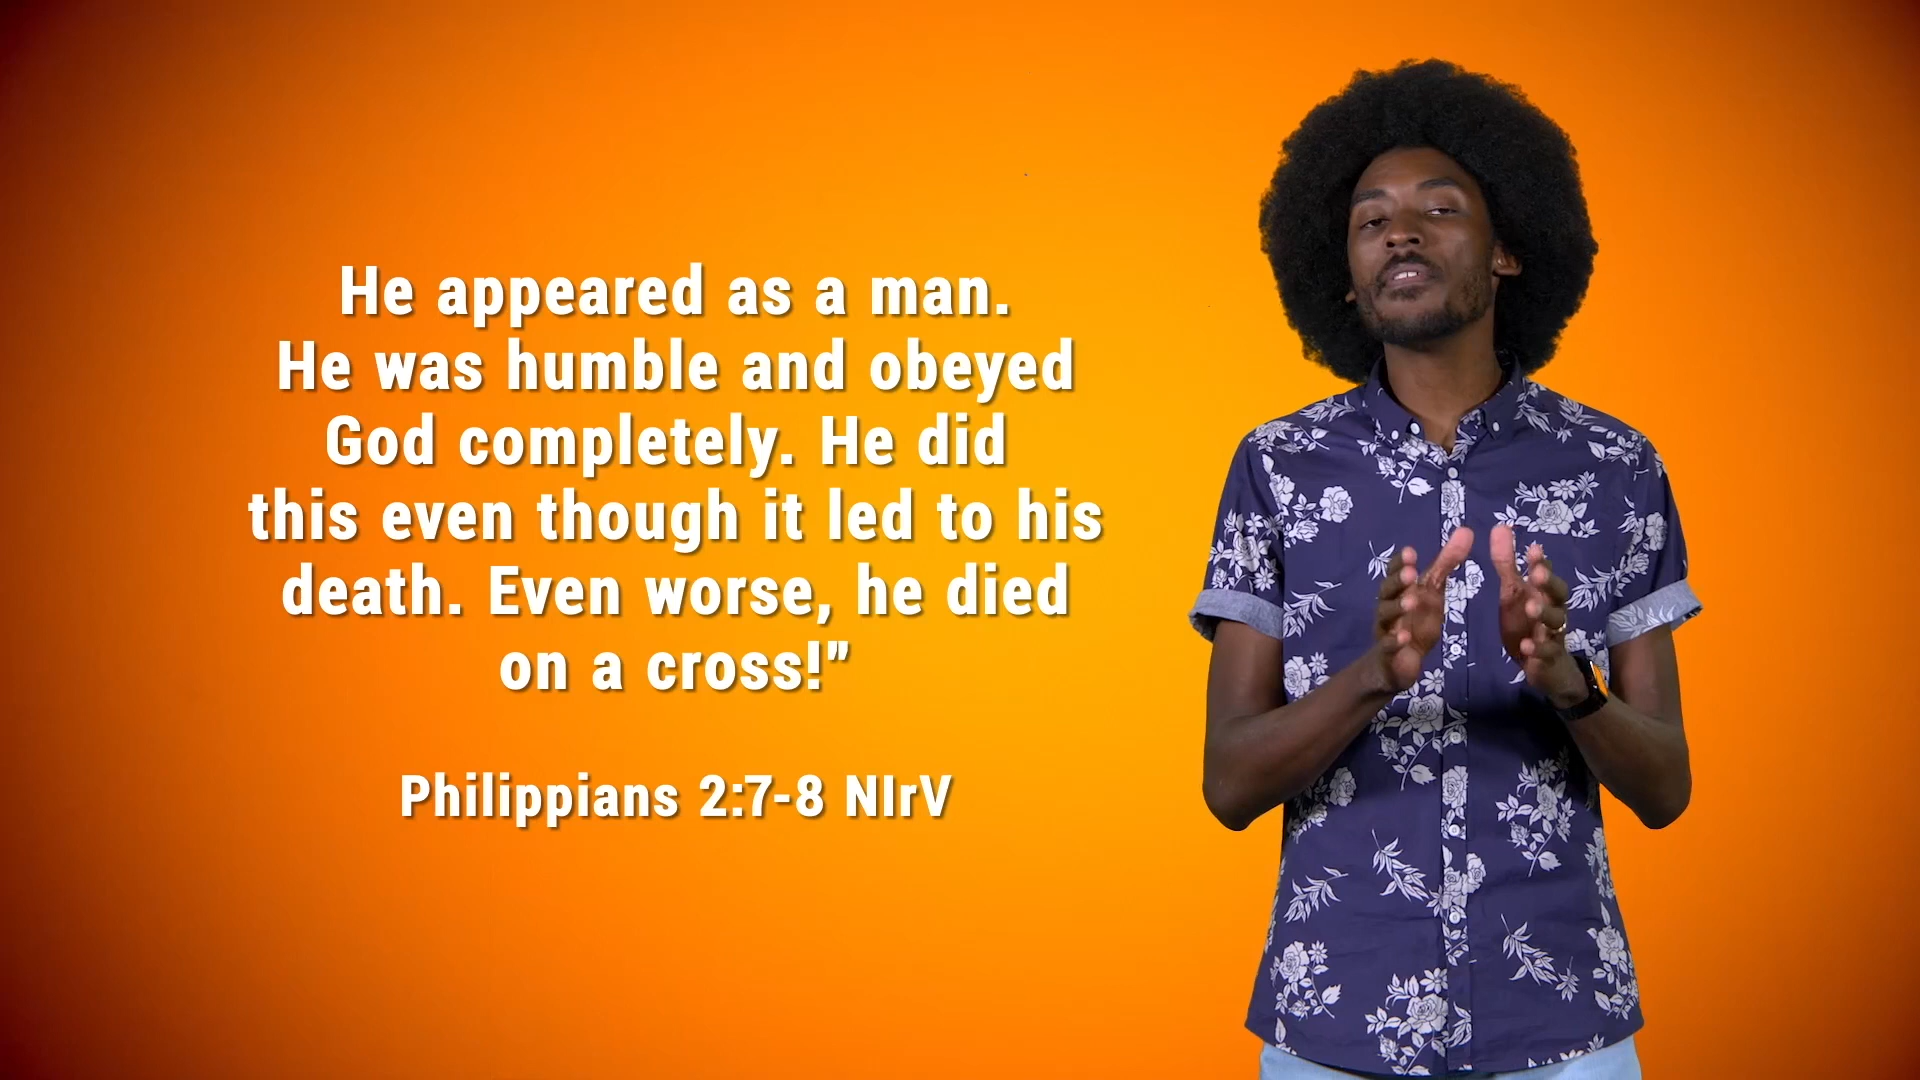 He appeared as a man.
He was humble and obeyed
God completely. He did
this even though it led to his
death. Even worse, he died
on a cross!”
Philippians 2:7-8 NIrV